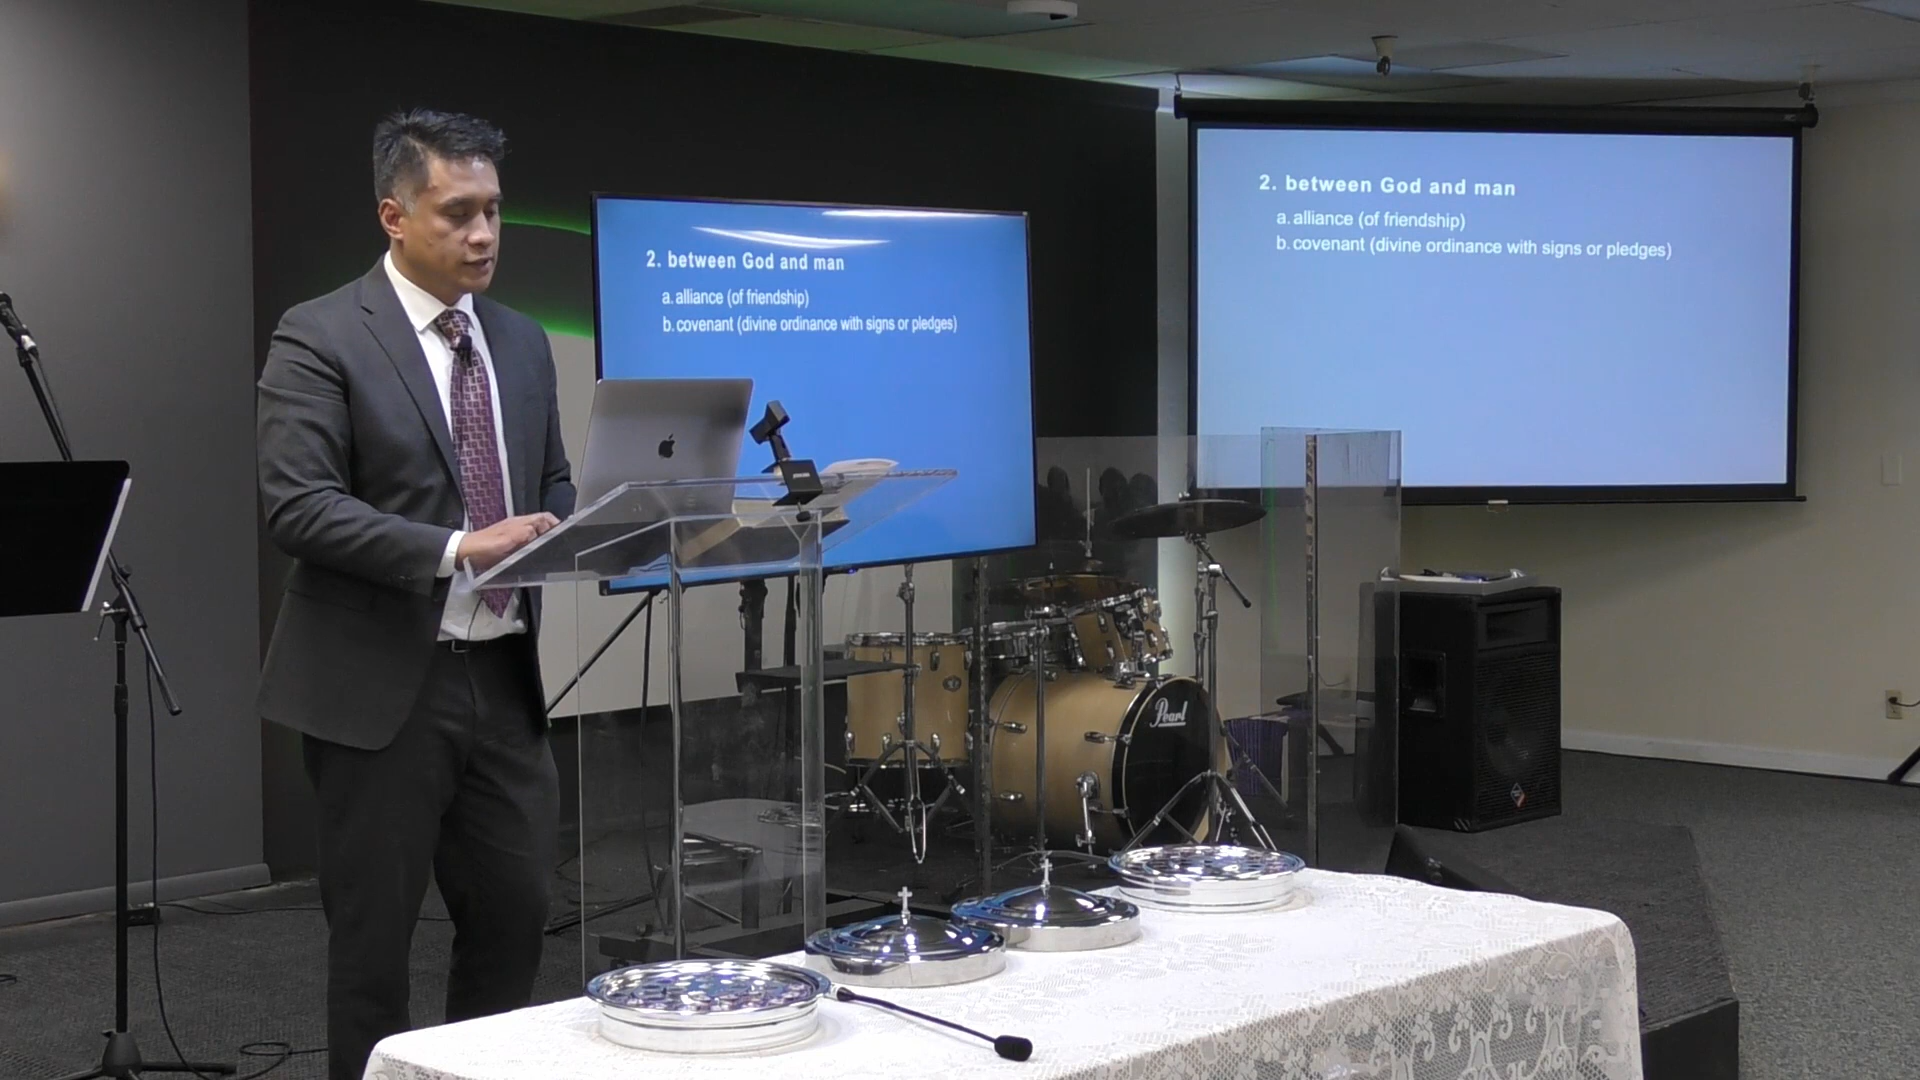 2. between God and man
a. alliance (of friendship)
b. covenant (divine ordinance with signs or pledges)
2. between God and man
a. alliance (of friendship)
b. covenant (divine ordinance with signs or pledges)
Pearl